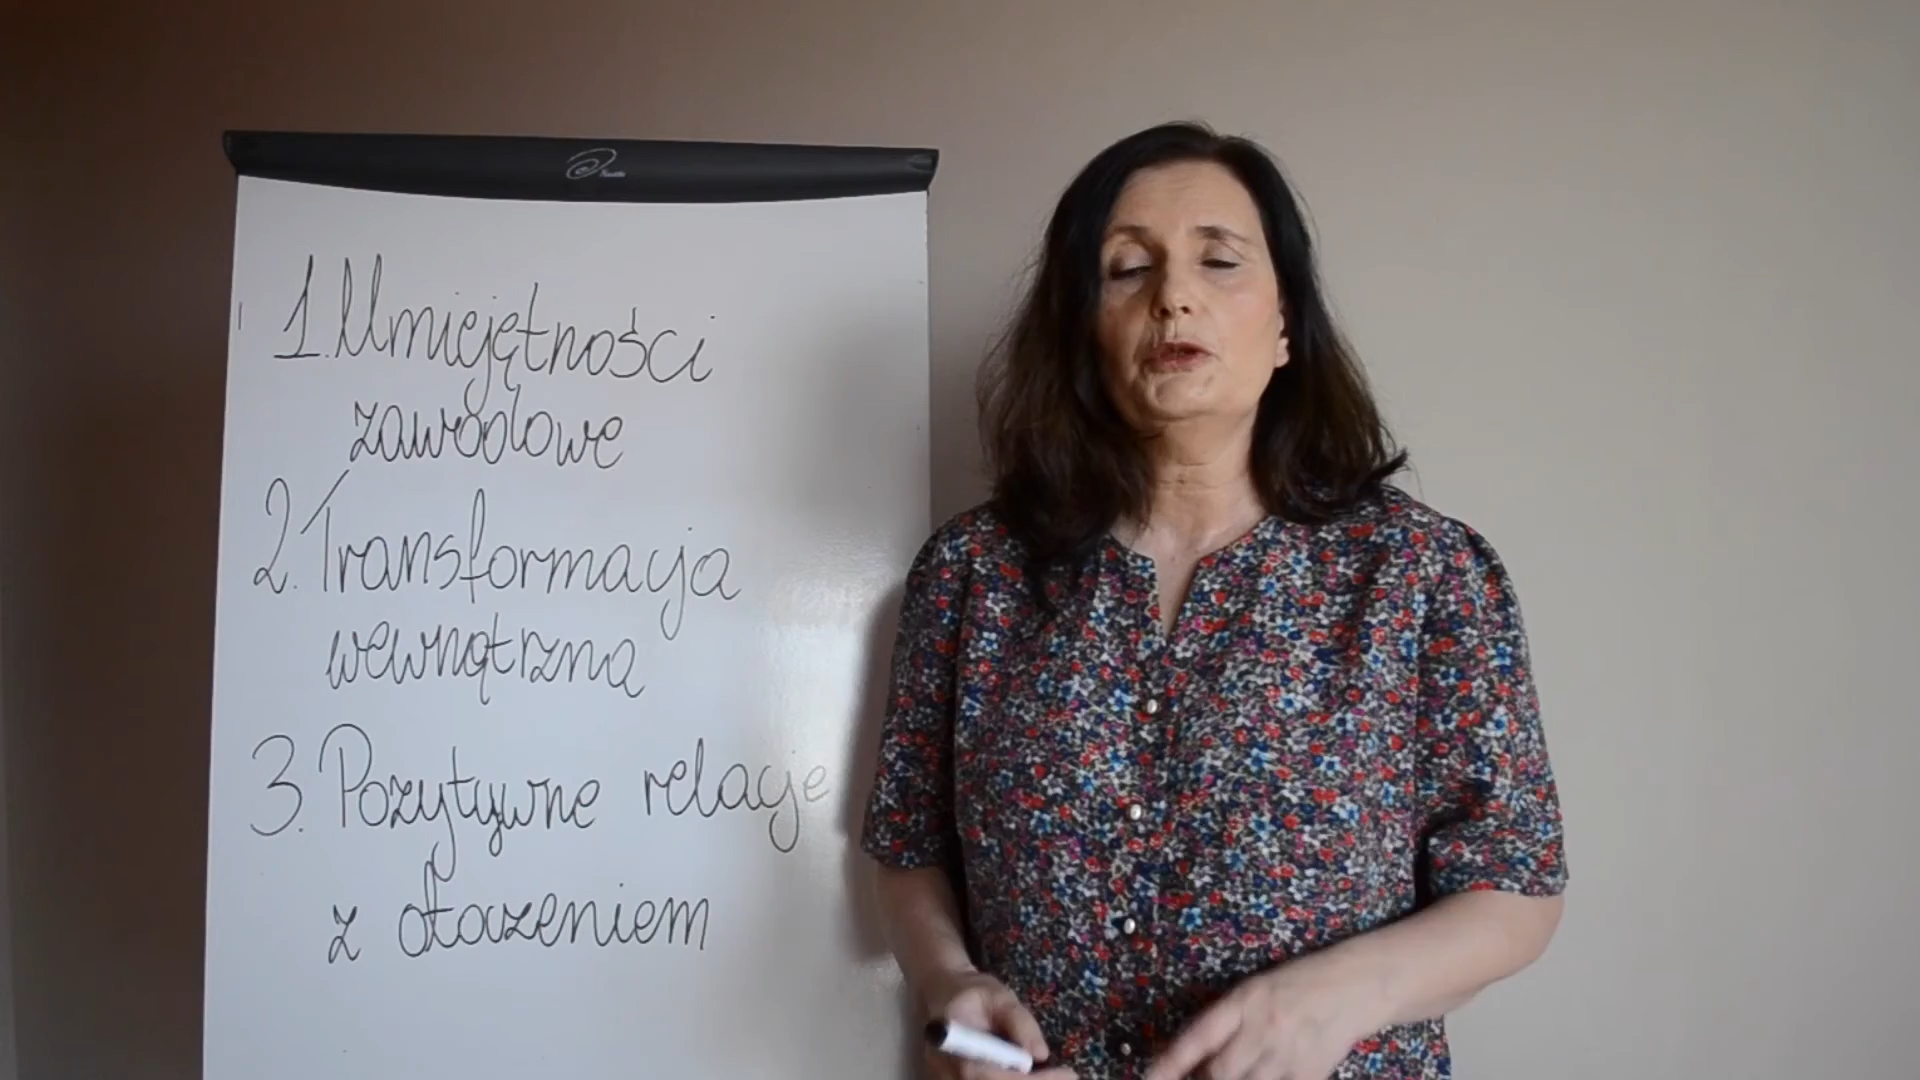 1. Umiejętności
zawodowe
2. Transformacja
wewnętrzna
3. Pozytywne relacje
z otoczeniem